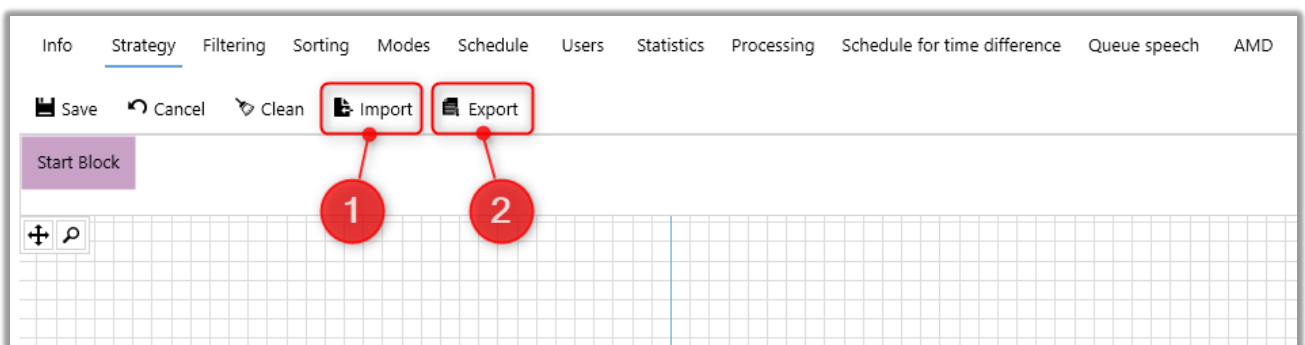 Info Strategy Filtering Sorting Modes Schedule Users Statistics Processing Schedule for time difference Queue speech AMD
Save Cancel Clean Import Export
Start Block
1 2